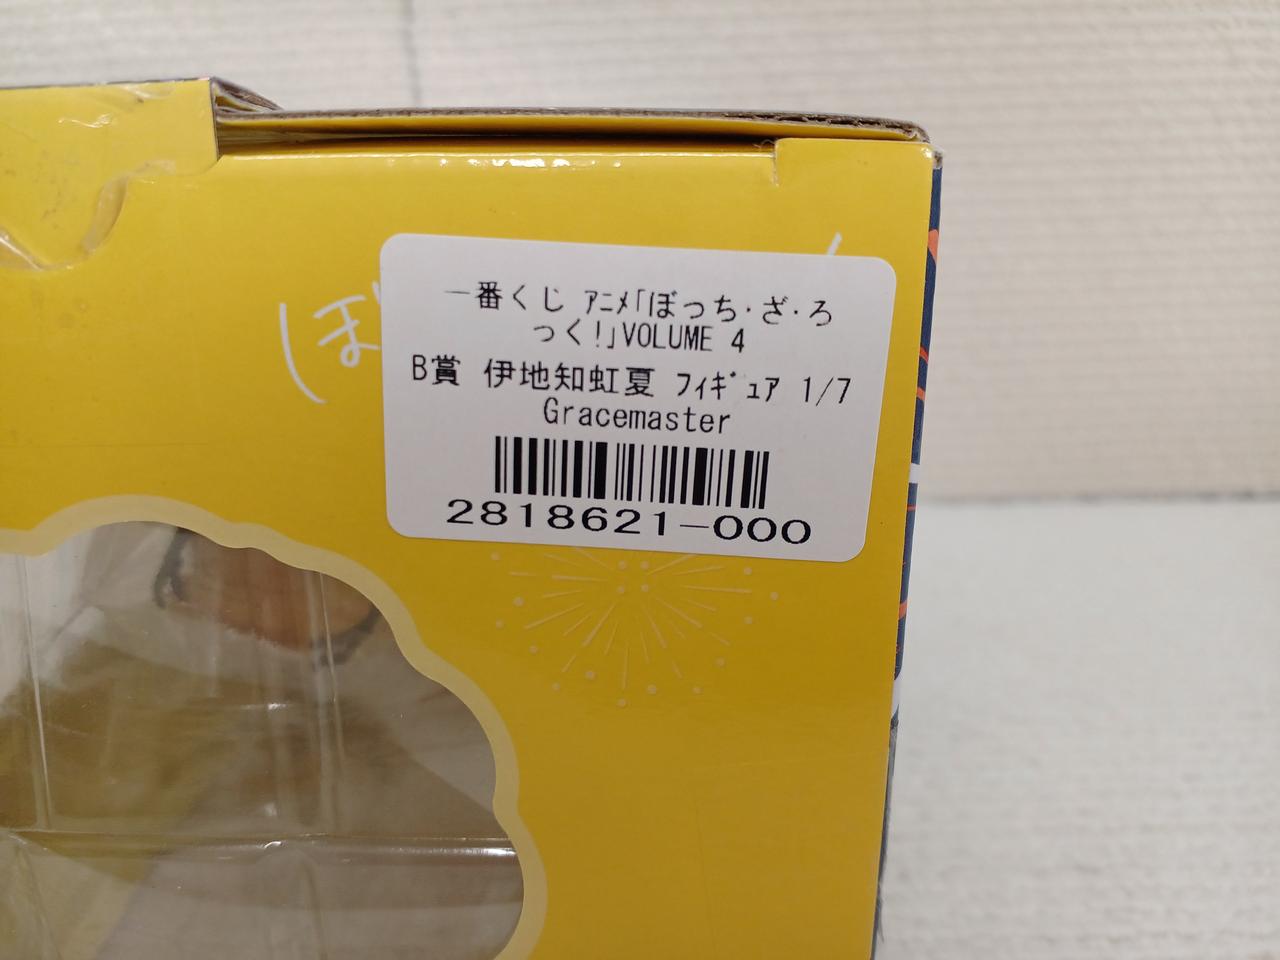 一番くじ ｱﾆﾒ｢ぼっち･ざ･ろ
っく!｣VOLUME 4
B賞 伊地知虹夏 ﾌｨｷﾞｭｱ 1/7
Gracemaster
2818621-000
ぼ